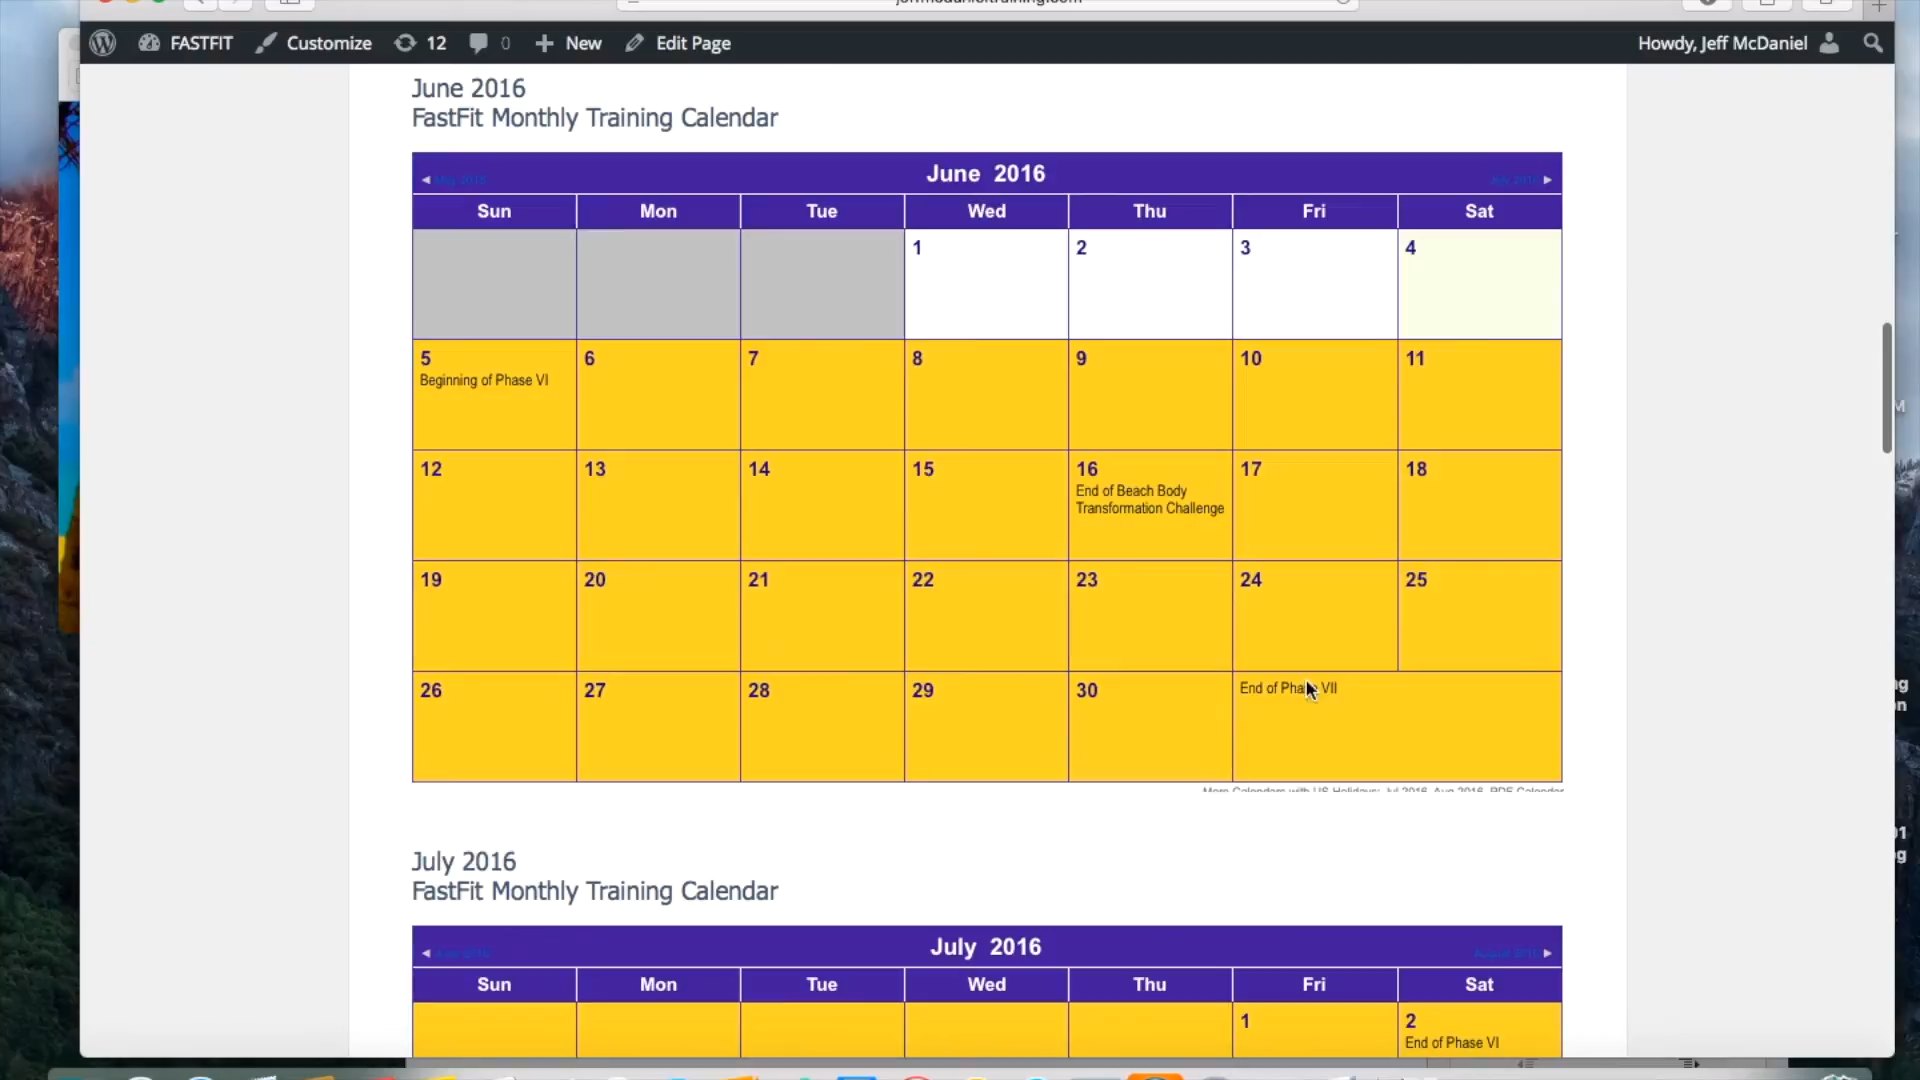 FASTFIT Customize 12 0 New Edit Page Howdy, Jeff McDaniel
June 2016
FastFit Monthly Training Calendar
June 2016
Sun Mon Tue Wed Thu Fri Sat
1 2 3 4
5 6 7 8 9 10 11
Beginning of Phase VI
12 13 14 15 16 17 18
End of Beach Body
Transformation Challenge
19 20 21 22 23 24 25
26 27 28 29 30
End of Phase VII
July 2016
FastFit Monthly Training Calendar
July 2016
Sun Mon Tue Wed Thu Fri Sat
1 2
End of Phase VI